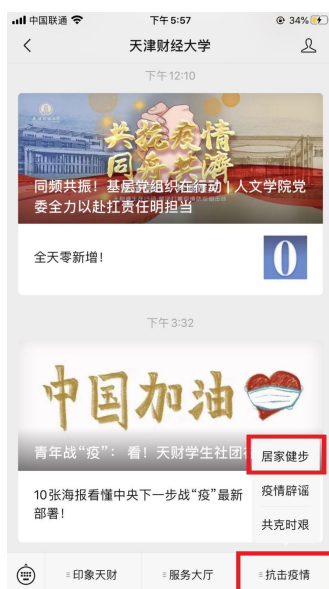 中国联通
下午5:57
34%
天津财经大学
下午12:10
共抗疫情
同舟共濟
同频共振！基层党组织在行动 | 人文学院党
委全力以赴扛责任明担当
全天零新增！
0
下午 3:32
中国加油
青年战“疫”： 看！天财学生社团
居家健步
10张海报看懂中央下一步战“疫”最新
部署！
疫情辟谣
共克时艰
印象天财
服务大厅
抗击疫情